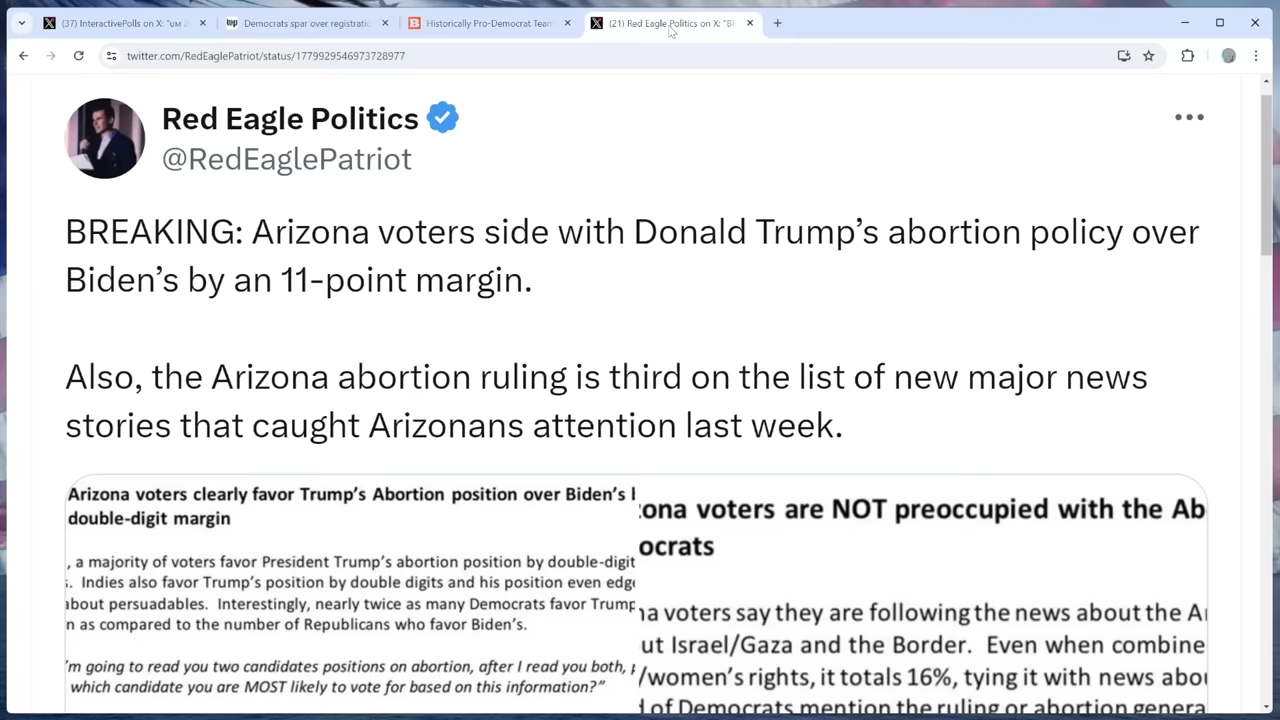 (37) InteractivePolls on X: "UM 2
Democrats spar over registratio
Historically Pro-Democrat Team
(21) Red Eagle Politics on X: "BR
twitter.com/RedEaglePatriot/status/1779929546973728977
Red Eagle Politics
@RedEaglePatriot
BREAKING: Arizona voters side with Donald Trump’s abortion policy over
Biden’s by an 11-point margin.
Also, the Arizona abortion ruling is third on the list of new major news
stories that caught Arizonans attention last week.
Arizona voters clearly favor Trump’s Abortion position over Biden’s
double-digit margin
, a majority of voters favor President Trump’s abortion position by double-digit
s. Indies also favor Trump’s position by double digits and his position even edge
about persuadables. Interestingly, nearly twice as many Democrats favor Trump
n as compared to the number of Republicans who favor Biden’s.
’m going to read you two candidates positions on abortion, after I read you both,
which candidate you are MOST likely to vote for based on this information?”
ona voters are NOT preoccupied with the Ab
ocrats
na voters say they are following the news about the A
ut Israel/Gaza and the Border. Even when combine
/women’s rights, it totals 16%, tying it with news abo
d of Democrats mention the ruling or abortion genera